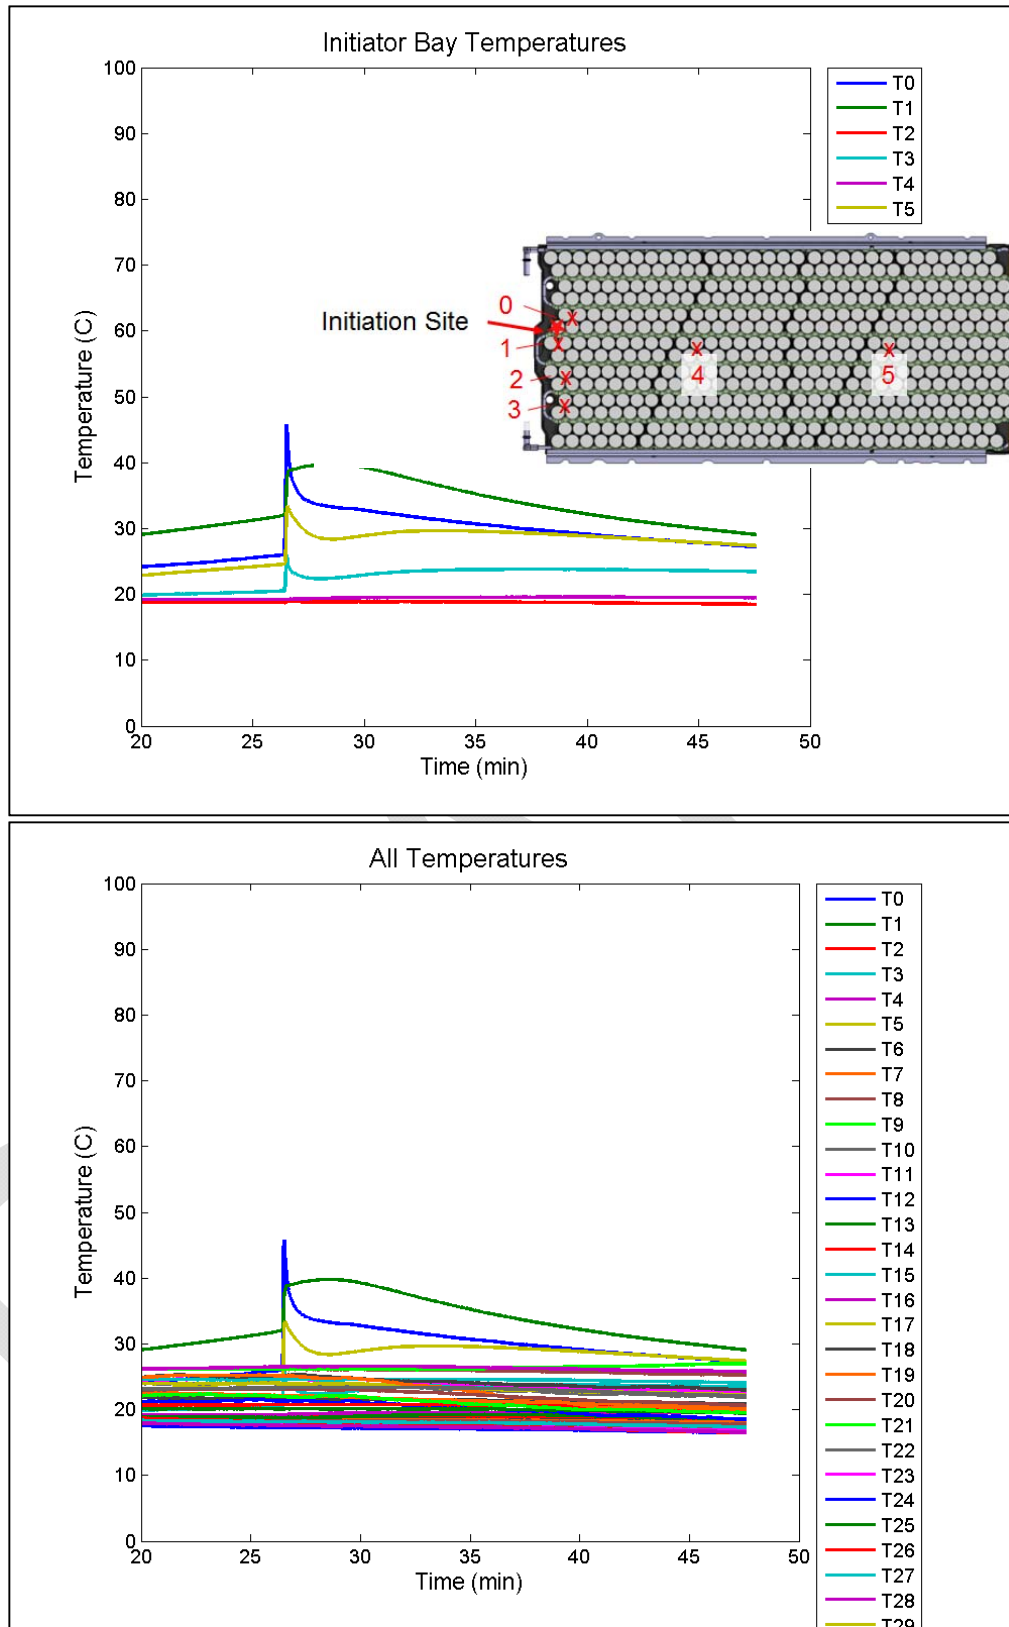 Initiator Bay Temperatures
100
90
80
70
60
50
40
30
20
10
0
Temperature (C)
20 25 30 35 40 45 50
Time (min)
T0
T1
T2
T3
T4
T5
Initiation Site
0
1
2
3
4
5
All Temperatures
100
90
80
70
60
50
40
30
20
10
0
Temperature (C)
20 25 30 35 40 45 50
Time (min)
T0
T1
T2
T3
T4
T5
T6
T7
T8
T9
T10
T11
T12
T13
T14
T15
T16
T17
T18
T19
T20
T21
T22
T23
T24
T25
T26
T27
T28
T29